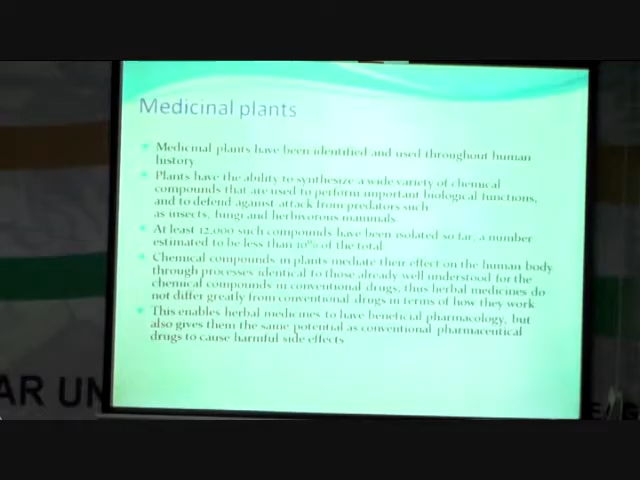 Medicinal plants
Medicinal plants have been identified and used throughout human
history.
Plants have the ability to synthesize a wide variety of chemical
compounds that are used to perform important biological functions,
and to defend against attack from predators such
as insects, fungi and herbivorous mammals.
At least 12,000 such compounds have been isolated so far, a number
estimated to be less than 10% of the total.
Chemical compounds in plants mediate their effect on the human body
through processes identical to those already well understood for the
chemical compounds in conventional drugs, thus herbal medicines do
not differ greatly from conventional drugs in terms of how they work.
This enables herbal medicines to have beneficial pharmacology, but
also gives them the same potential as conventional pharmaceutical
drugs to cause harmful side effects.
AR UN